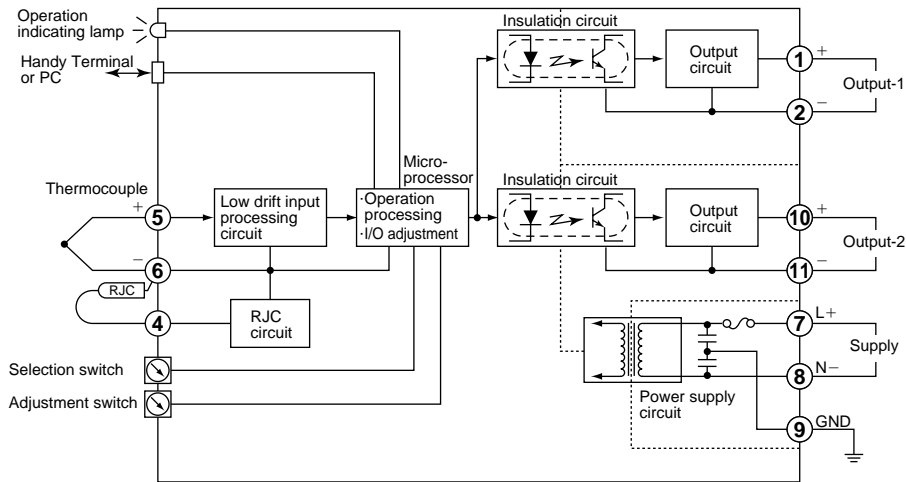 Operation
indicating lamp
Handy Terminal
or PC
Insulation circuit
Output
circuit
1
+
2
−
Output-1
Micro-
processor
·Operation
processing
·I/O adjustment
Thermocouple
+
5
−
6
RJC
4
Low drift input
processing
circuit
RJC
circuit
Insulation circuit
Output
circuit
10
+
11
−
Output-2
Selection switch
Adjustment switch
Power supply
circuit
7
L+
8
N−
Supply
9
GND